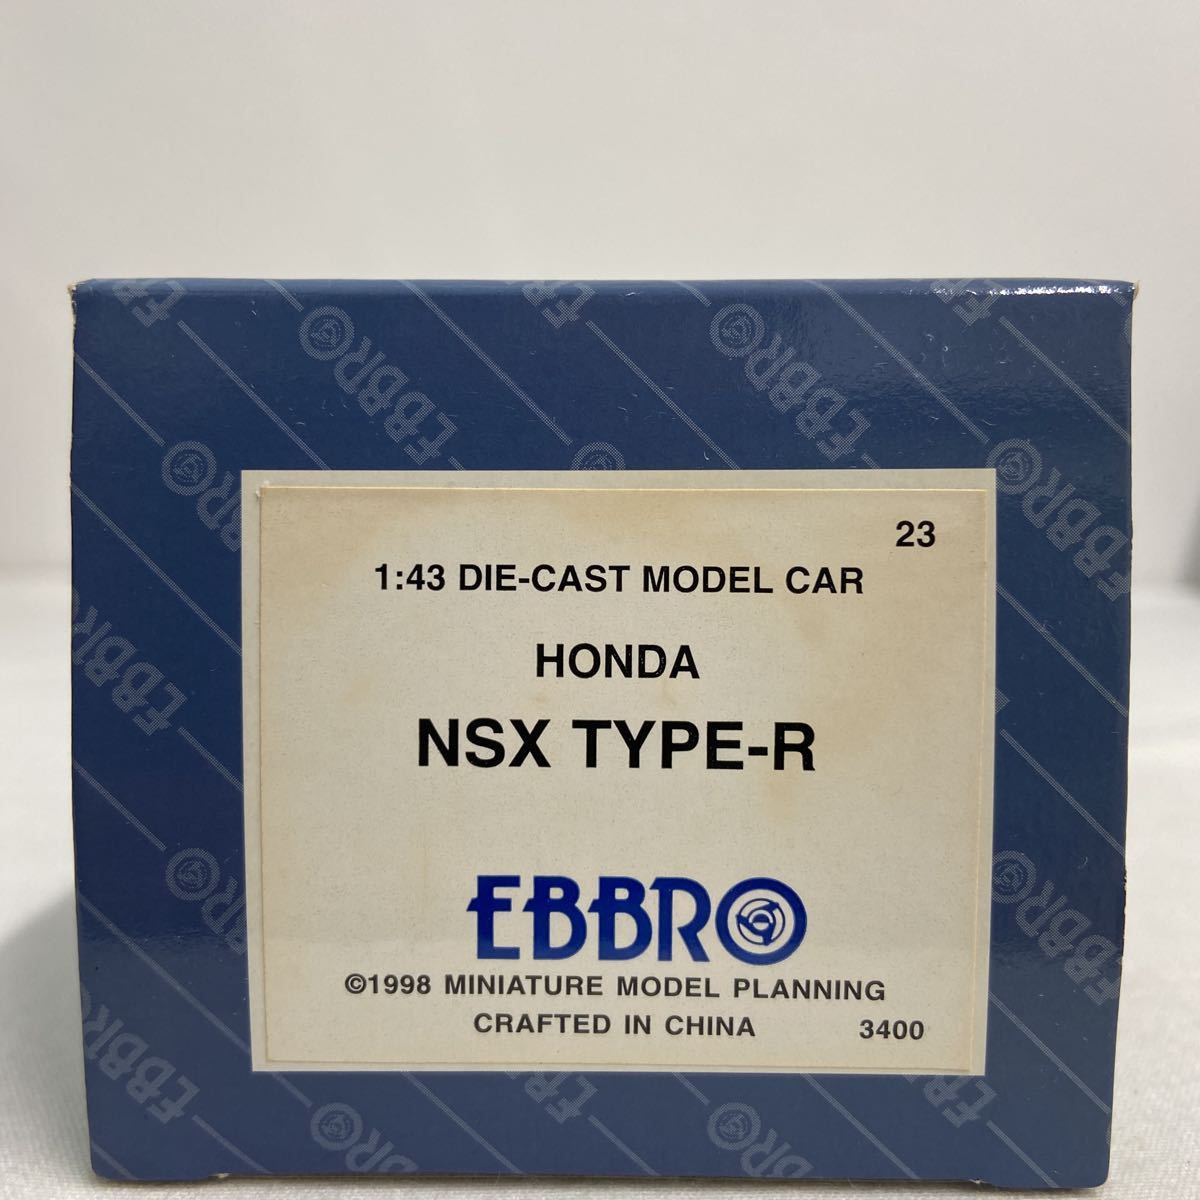 23
1:43 DIE-CAST MODEL CAR
HONDA
NSX TYPE-R
EBBRO
©1998 MINIATURE MODEL PLANNING
CRAFTED IN CHINA 3400